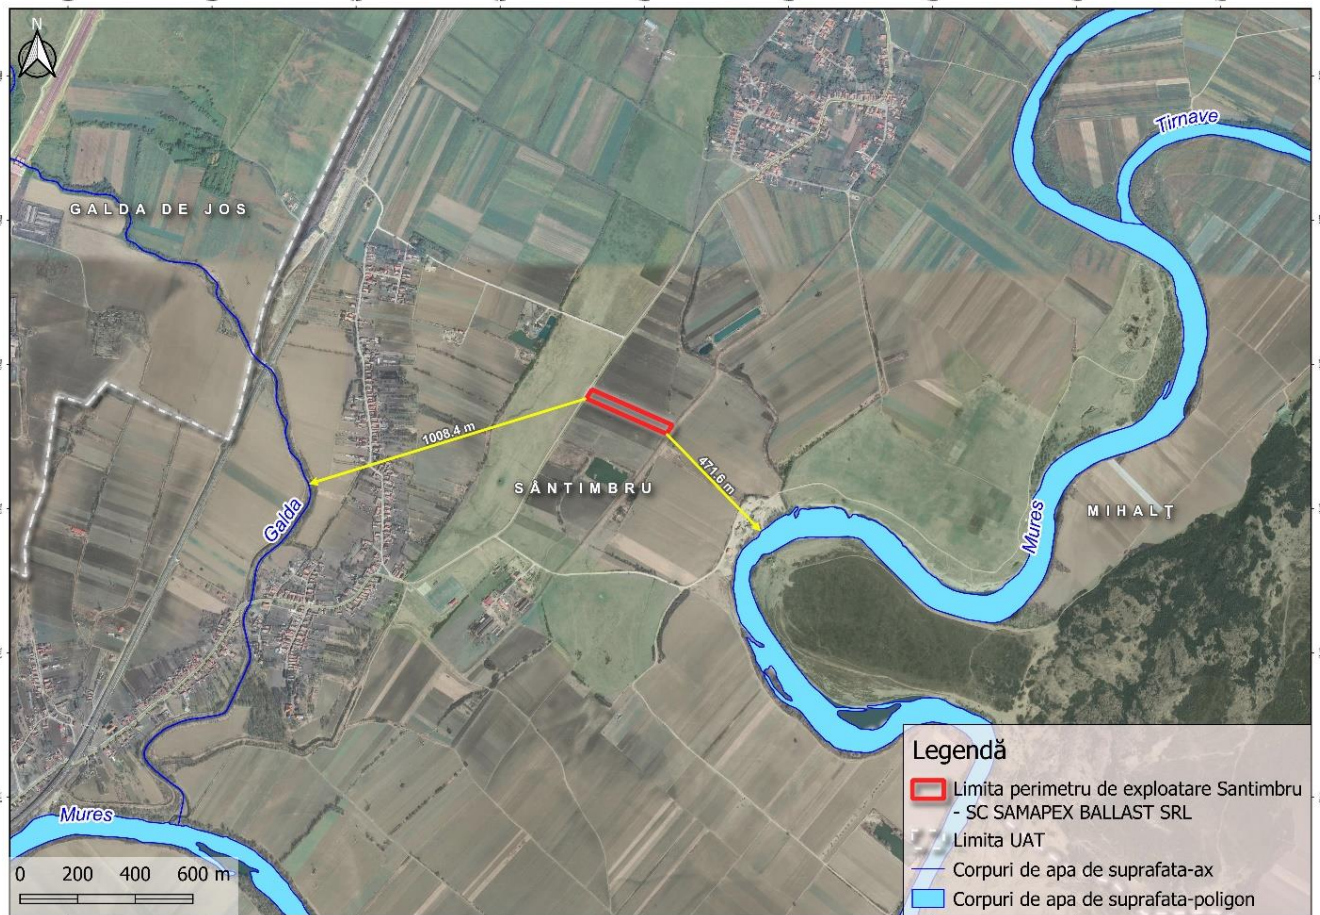 N
Tirnave
GALDA DE JOS
1008.4 m
471.6 m
SÂNTIMBRU
Galda
Mures
MIHALŢ
Mures
0 200 400 600 m
Legendă
Limita perimetru de exploatare Santimbru
- SC SAMAPEX BALLAST SRL
Limita UAT
Corpuri de apa de suprafata-ax
Corpuri de apa de suprafata-poligon